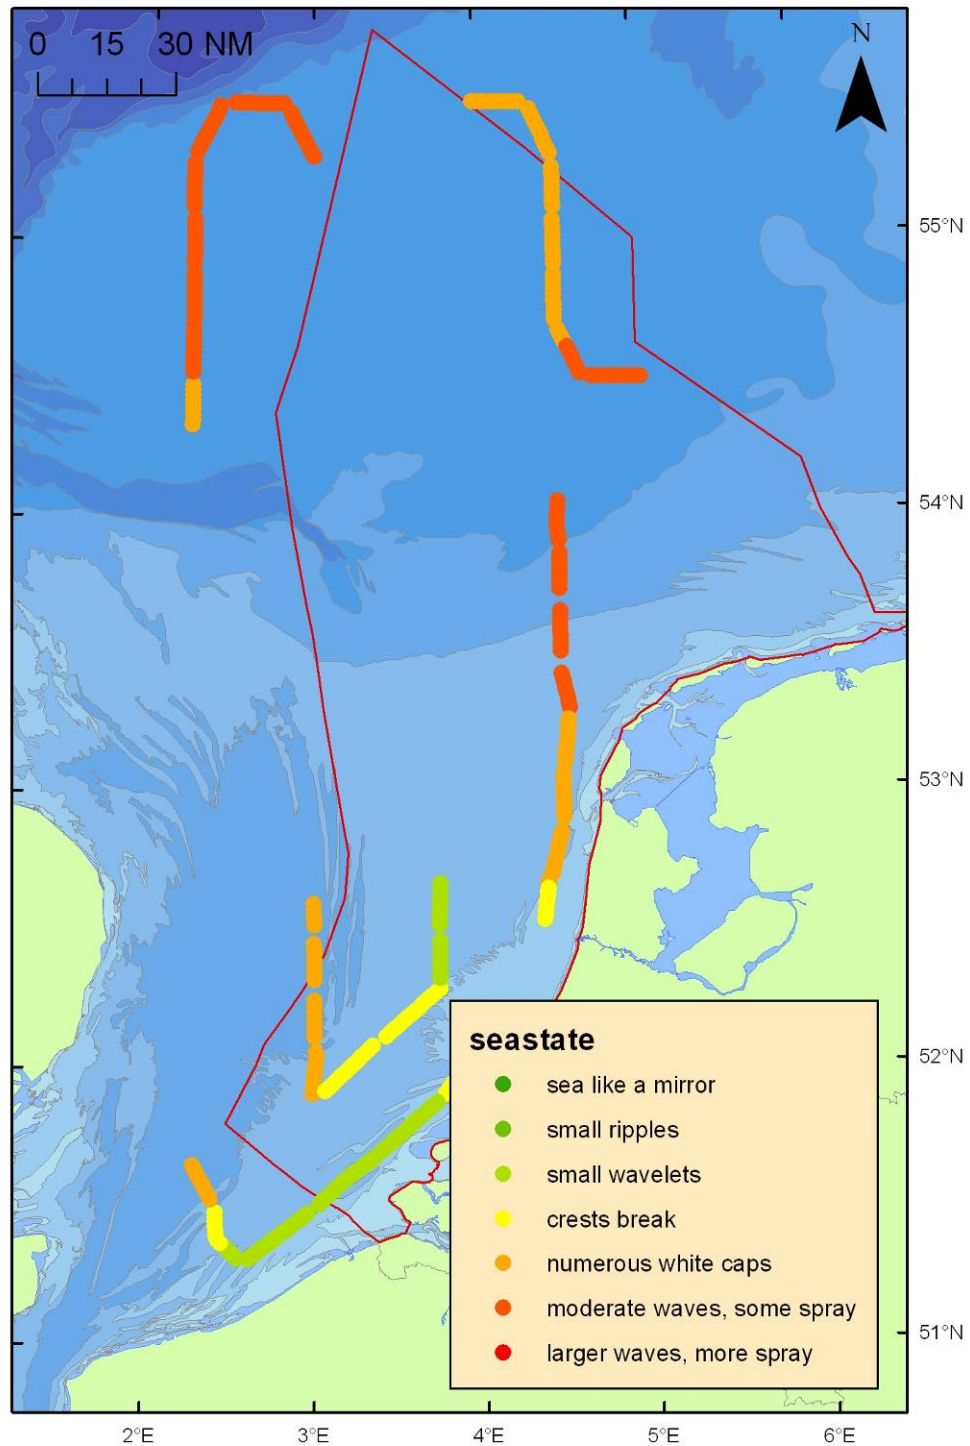 0 15 30 NM
N
55°N
54°N
53°N
52°N
51°N
seastate
sea like a mirror
small ripples
small wavelets
crests break
numerous white caps
moderate waves, some spray
larger waves, more spray
2°E 3°E 4°E 5°E 6°E